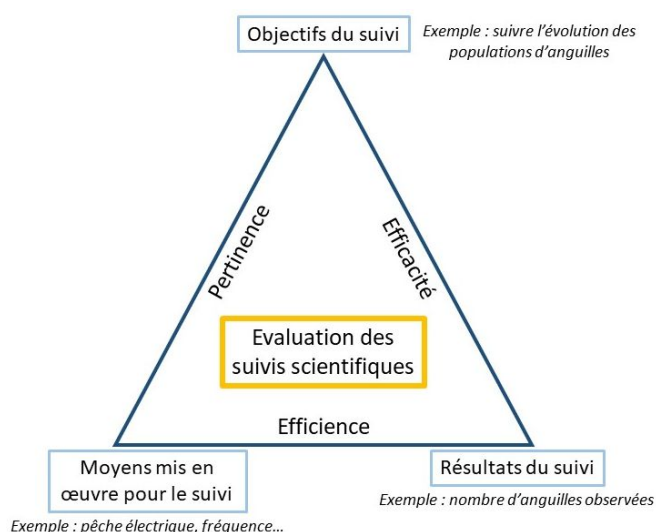 Objectifs du suivi
Exemple : suivre l’évolution des
populations d’anguilles
Pertinence
Efficacité
Evaluation des
suivis scientifiques
Efficience
Moyens mis en
œuvre pour le suivi
Exemple : pêche électrique, fréquence…
Résultats du suivi
Exemple : nombre d’anguilles observées